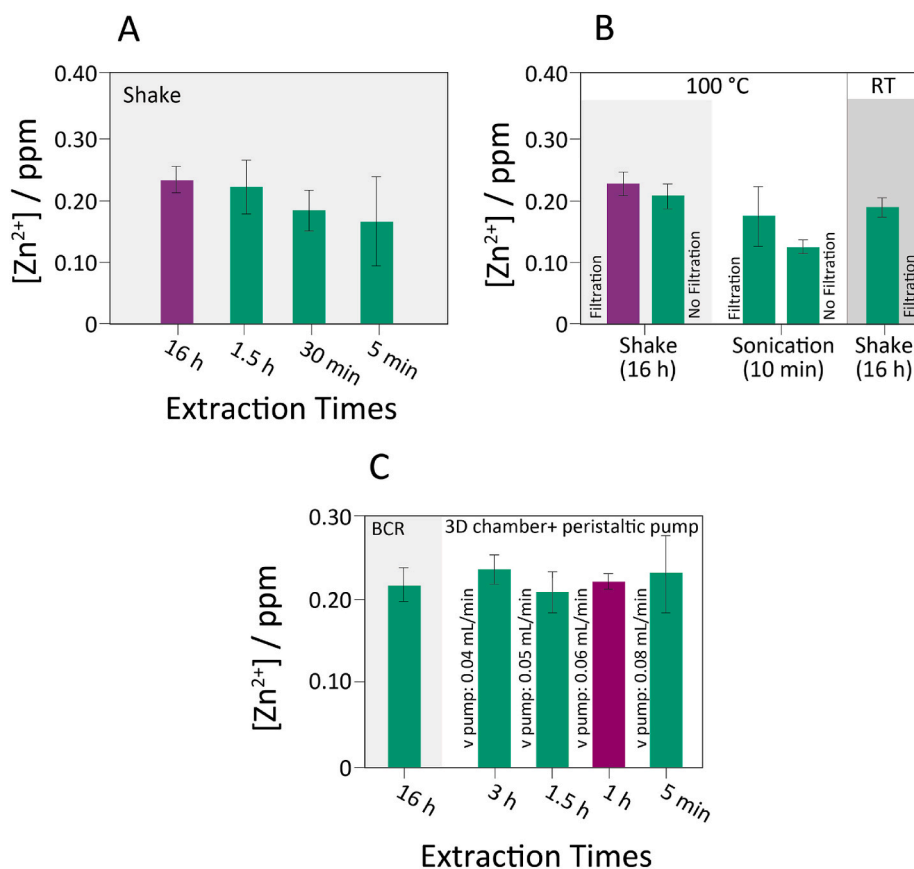 A
0.40
0.30
0.20
0.10
0
[Zn²⁺] / ppm
Shake
16 h
1.5 h
30 min
5 min
Extraction Times
B
0.40
0.30
0.20
0.10
0
[Zn²⁺] / ppm
100 °C
RT
Filtration
No Filtration
Filtration
No Filtration
Filtration
Shake
(16 h)
Sonication
(10 min)
Shake
(16 h)
C
0.30
0.20
0.10
0
[Zn²⁺] / ppm
BCR
3D chamber+ peristaltic pump
v pump: 0.04 mL/min
v pump: 0.05 mL/min
v pump: 0.06 mL/min
v pump: 0.08 mL/min
16 h
3 h
1.5 h
1 h
5 min
Extraction Times